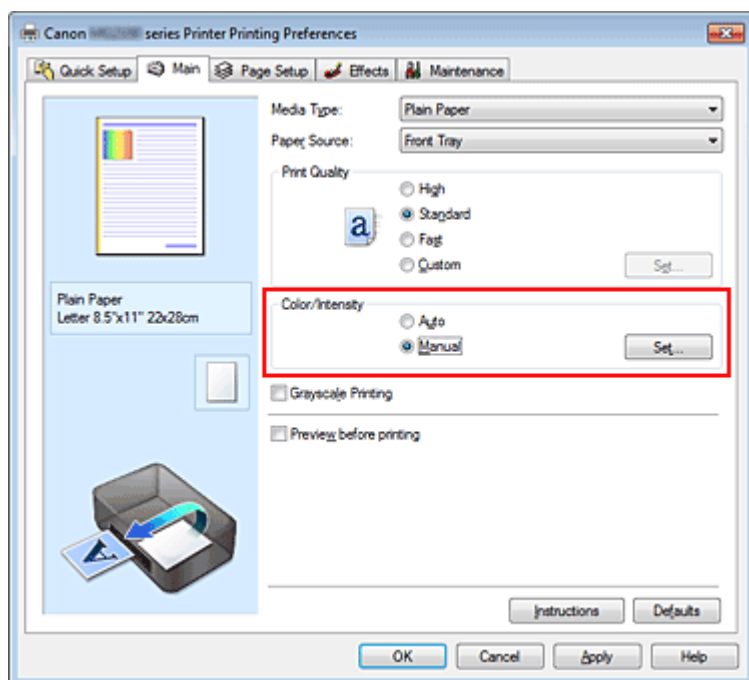 Canon series Printer Printing Preferences
Quick Setup Main Page Setup Effects Maintenance
Media Type: Plain Paper
Paper Source: Front Tray
Print Quality
High
a Standard
Fast
Custom Set...
Plain Paper
Letter 8.5"x11" 22x28cm
Color/Intensity
Auto
Manual Set...
Grayscale Printing
Preview before printing
A
Instructions Defaults
OK Cancel Apply Help